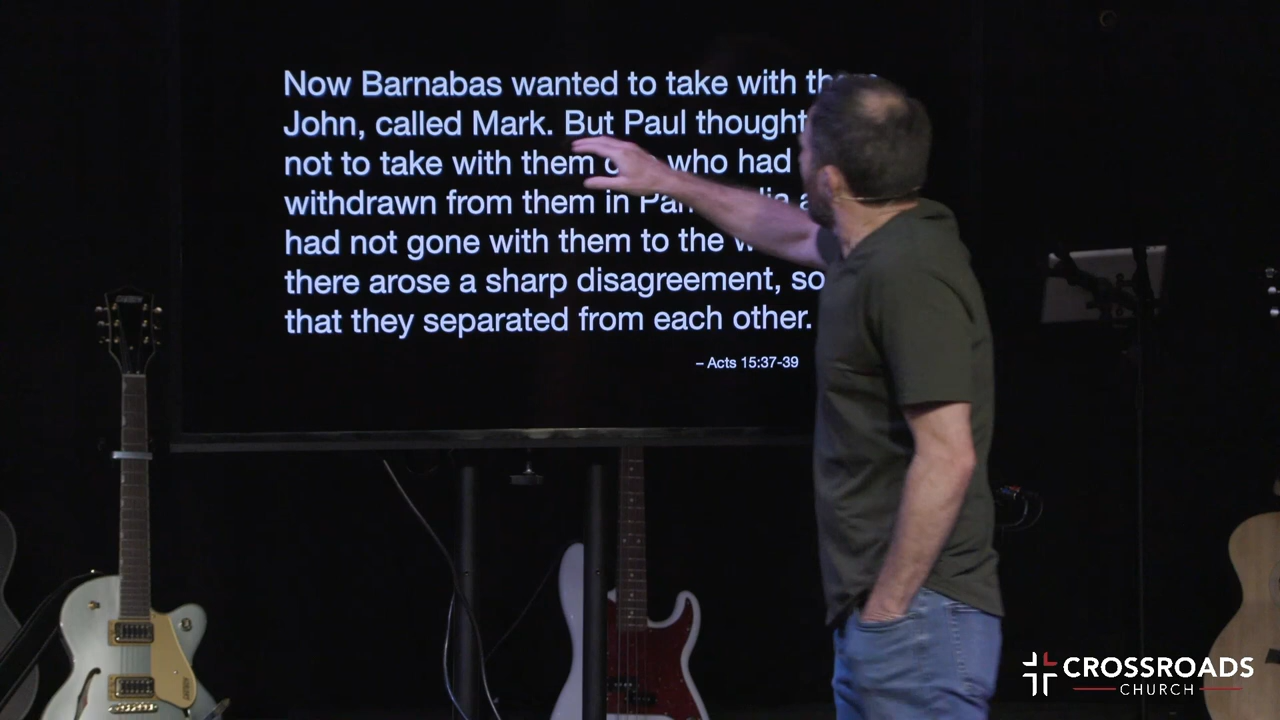 Now Barnabas wanted to take with
John, called Mark. But Paul thought
not to take with them who had
withdrawn from them in
had not gone with them to the
there arose a sharp disagreement, so
that they separated from each other.
– Acts 15:37-39
CROSSROADS
CHURCH